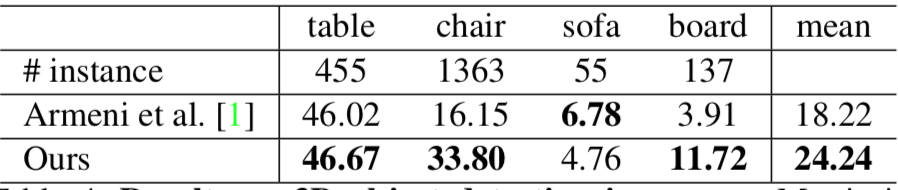 table chair sofa board mean
# instance 455 1363 55 137
Armeni et al. [1] 46.02 16.15 6.78 3.91 18.22
Ours 46.67 33.80 4.76 11.72 24.24